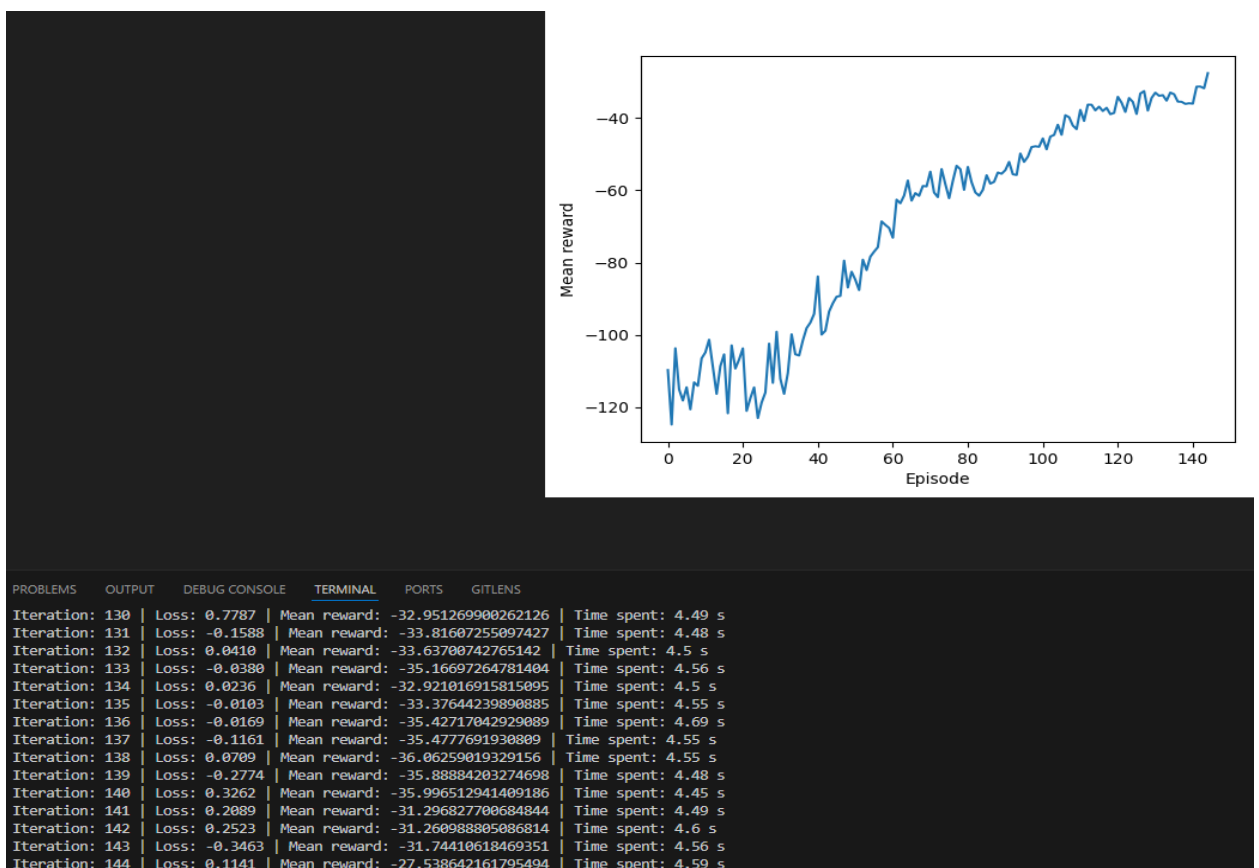 −40
−60
−80
−100
−120
Mean reward
0 20 40 60 80 100 120 140
Episode
PROBLEMS OUTPUT DEBUG CONSOLE TERMINAL PORTS GITLENS
Iteration: 130 | Loss: 0.7787 | Mean reward: -32.951269900262126 | Time spent: 4.49 s
Iteration: 131 | Loss: -0.1588 | Mean reward: -33.81607255097427 | Time spent: 4.48 s
Iteration: 132 | Loss: 0.0410 | Mean reward: -33.63700742765142 | Time spent: 4.5 s
Iteration: 133 | Loss: -0.0380 | Mean reward: -35.16697264781404 | Time spent: 4.56 s
Iteration: 134 | Loss: 0.0236 | Mean reward: -32.921016915815095 | Time spent: 4.5 s
Iteration: 135 | Loss: -0.0103 | Mean reward: -33.37644239890885 | Time spent: 4.55 s
Iteration: 136 | Loss: -0.0169 | Mean reward: -35.42717042929089 | Time spent: 4.69 s
Iteration: 137 | Loss: -0.1161 | Mean reward: -35.4777691930809 | Time spent: 4.55 s
Iteration: 138 | Loss: 0.0709 | Mean reward: -36.06259019329156 | Time spent: 4.55 s
Iteration: 139 | Loss: -0.2774 | Mean reward: -35.88884203274698 | Time spent: 4.48 s
Iteration: 140 | Loss: 0.3262 | Mean reward: -35.996512941409186 | Time spent: 4.45 s
Iteration: 141 | Loss: 0.2089 | Mean reward: -31.296827700684844 | Time spent: 4.49 s
Iteration: 142 | Loss: 0.2523 | Mean reward: -31.260988805086814 | Time spent: 4.6 s
Iteration: 143 | Loss: -0.3463 | Mean reward: -31.74410618469351 | Time spent: 4.56 s
Iteration: 144 | Loss: 0.1141 | Mean reward: -27.538642161795494 | Time spent: 4.59 s